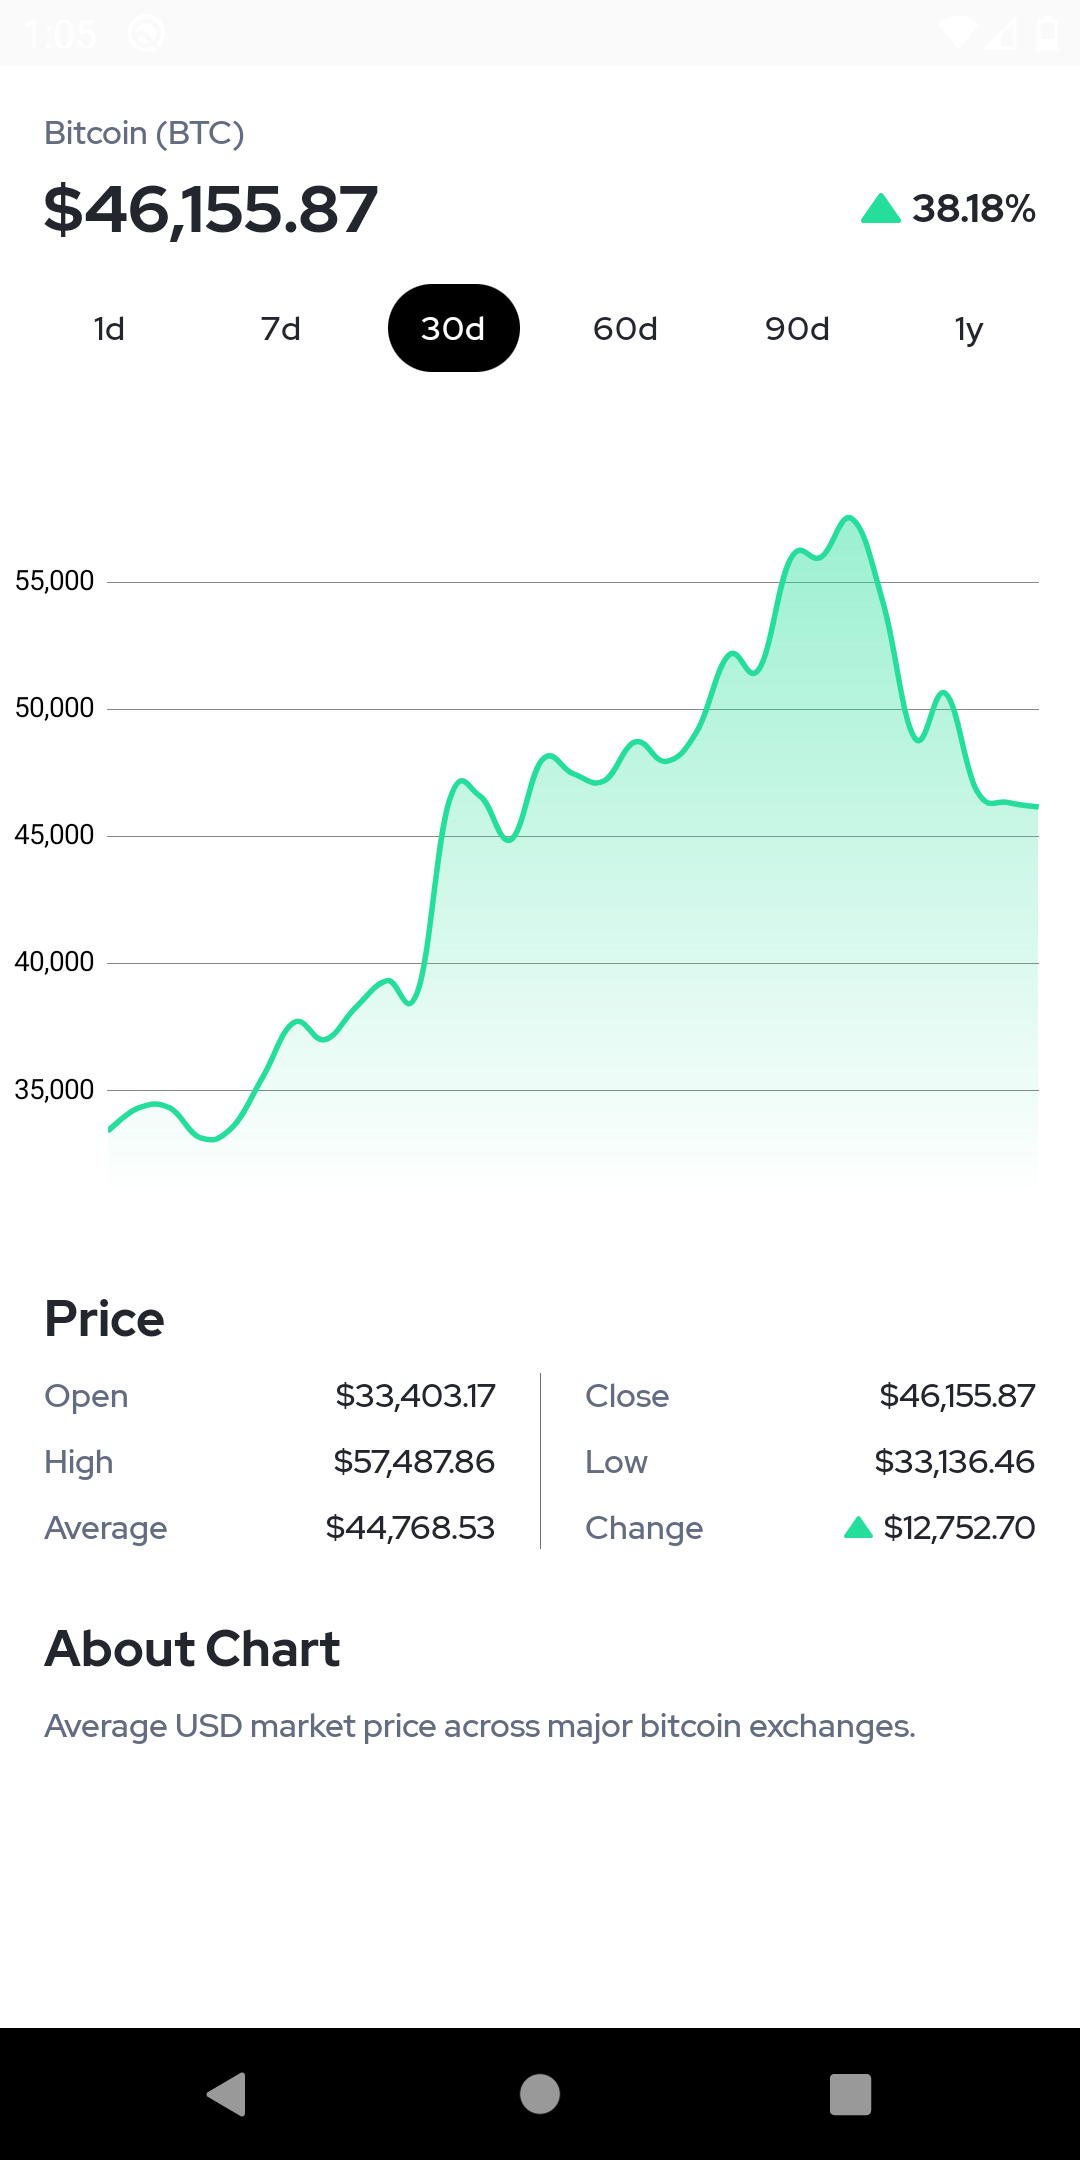 1:05
Bitcoin (BTC)
$46,155.87 38.18%
1d 7d 30d 60d 90d 1y
55,000
50,000
45,000
40,000
35,000
Price
Open $33,403.17 Close $46,155.87
High $57,487.86 Low $33,136.46
Average $44,768.53 Change $12,752.70
About Chart
Average USD market price across major bitcoin exchanges.